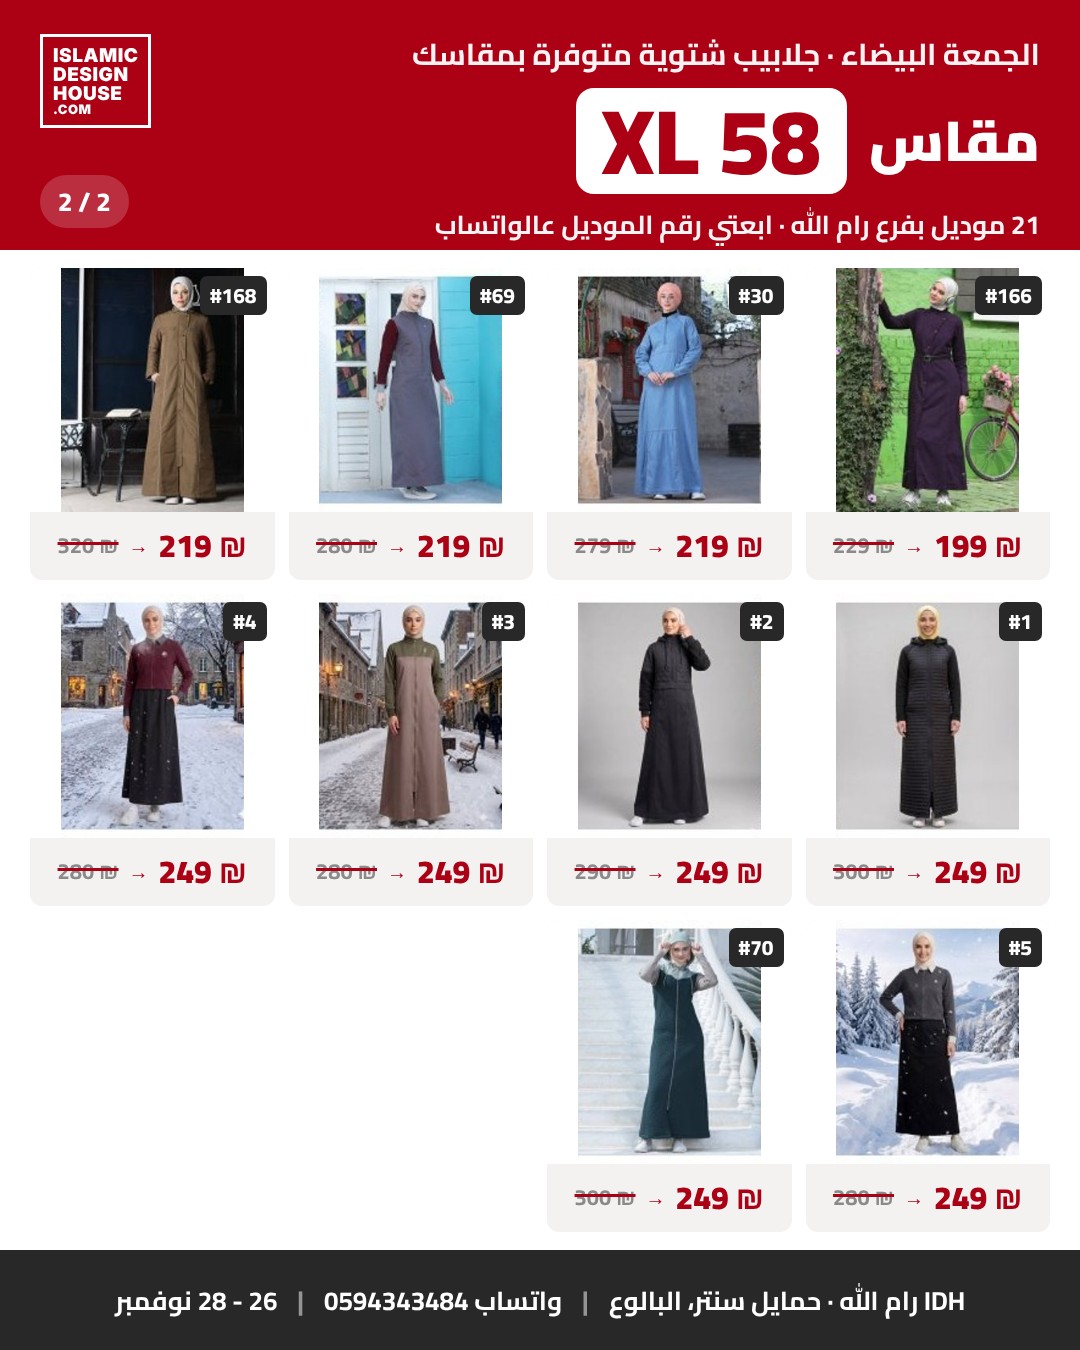 ISLAMIC
DESIGN
HOUSE
.COM
الجمعة البيضاء · جلابيب شتوية متوفرة بمقاسك
مقاس XL 58
2 / 2
21 موديل بفرع رام الله · ابعتي رقم الموديل عالواتساب
#166
#30
#69
#168
229 ₪ → 199 ₪
279 ₪ → 219 ₪
280 ₪ → 219 ₪
320 ₪ → 219 ₪
#1
#2
#3
#4
300 ₪ → 249 ₪
290 ₪ → 249 ₪
280 ₪ → 249 ₪
280 ₪ → 249 ₪
#5
#70
280 ₪ → 249 ₪
300 ₪ → 249 ₪
IDH رام الله · حمايل سنتر، البالوع | واتساب 0594343484 | 26 - 28 نوفمبر